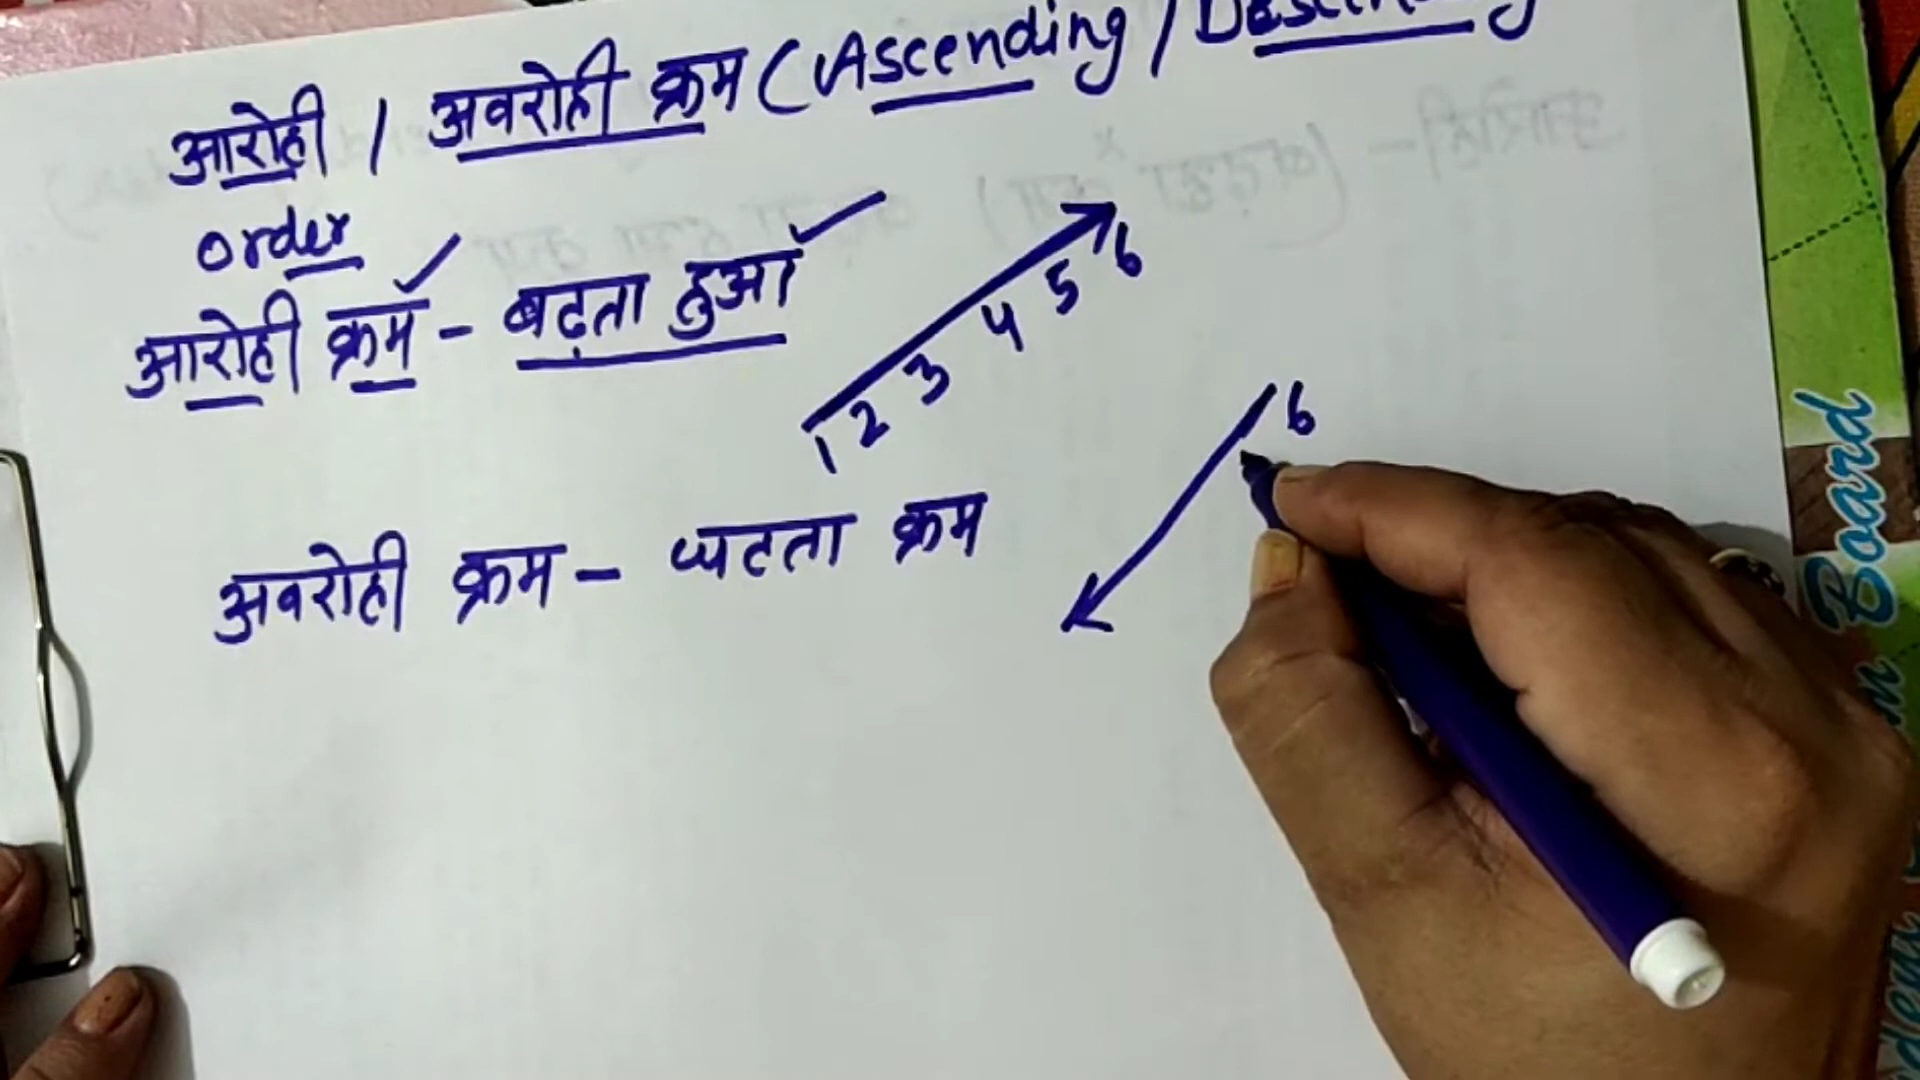 आरोही / अवरोही क्रम (Ascending / Descending
order
आरोही क्रम - बढ़ता हुआ
1 2 3 4 5 6
6
अवरोही क्रम - घटता क्रम
Board